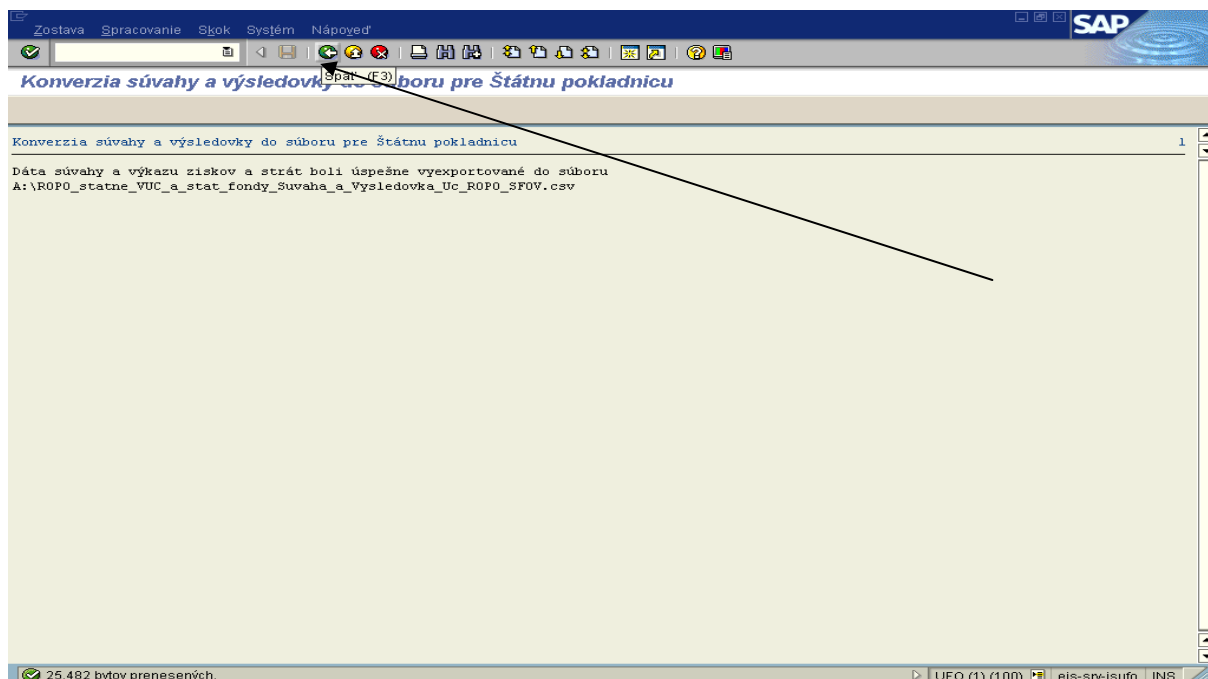 Zostava Spracovanie Skok Systém Nápoveď
SAP
Konverzia súvahy a výsledovky do súboru pre Štátnu pokladnicu
Späť (F3)
Konverzia súvahy a výsledovky do súboru pre Štátnu pokladnicu 1
Dáta súvahy a výkazu ziskov a strát boli úspešne vyexportované do súboru
A:\ROPO_statne_VUC_a_stat_fondy_Suvaha_a_Vysledovka_Uc_ROPO_SFOV.csv
25.482 bytov prenesených. UFO (1) (100) eis-srv-isufo INS